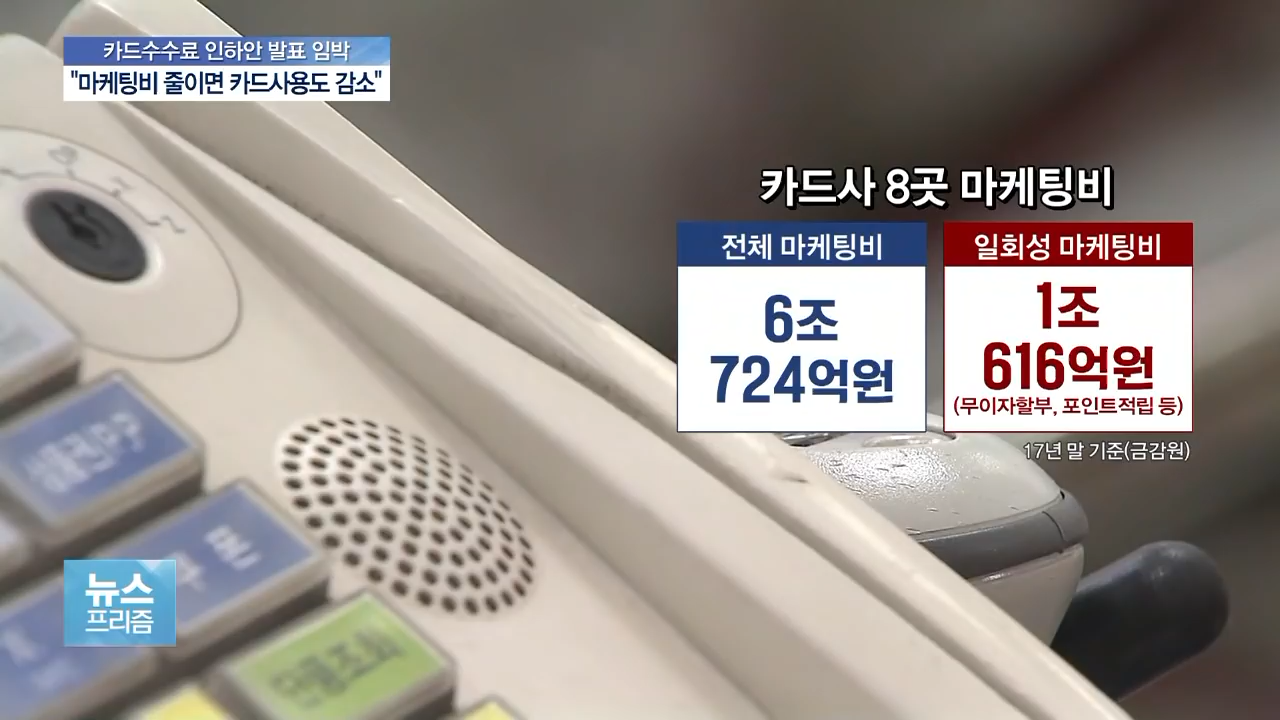 카드수수료 인하안 발표 임박
"마케팅비 줄이면 카드사용도 감소"
카드사 8곳 마케팅비
전체 마케팅비
6조
724억원
일회성 마케팅비
1조
616억원
(무이자할부, 포인트적립 등)
17년 말 기준(금감원)
뉴스
프리즘
단품조회